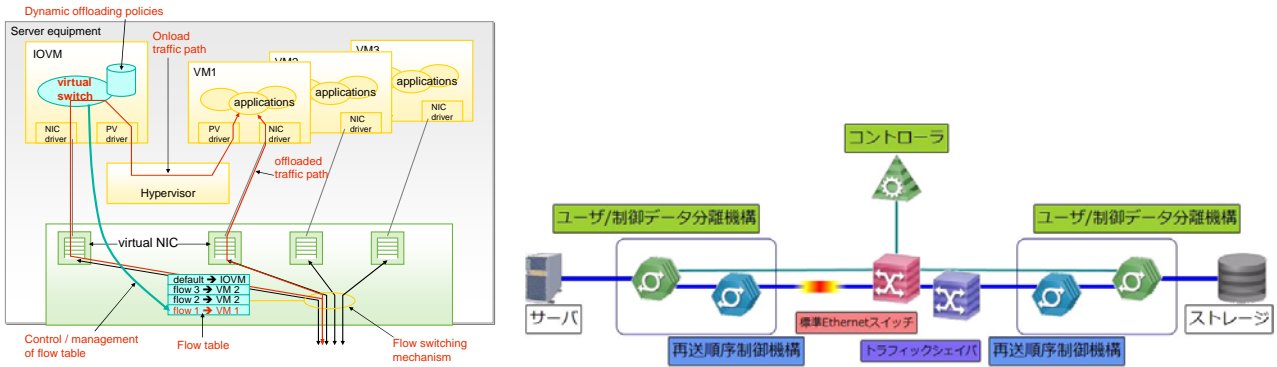 Dynamic offloading policies
Server equipment
IOVM
virtual
switch
NIC
driver
PV
driver
Onload
traffic path
VM1
applications
PV
driver
NIC
driver
VM2
applications
NIC
driver
VM3
applications
NIC
driver
Hypervisor
offloaded
traffic path
virtual NIC
default ➔ IOVM
flow 3 ➔ VM 2
flow 2 ➔ VM 2
flow 1 ➔ VM 1
Control / management
of flow table
Flow table
Flow switching
mechanism
コントローラ
ユーザ/制御データ分離機構
ユーザ/制御データ分離機構
サーバ
標準Ethernetスイッチ
ストレージ
再送順序制御機構
トラフィックシェイパ
再送順序制御機構